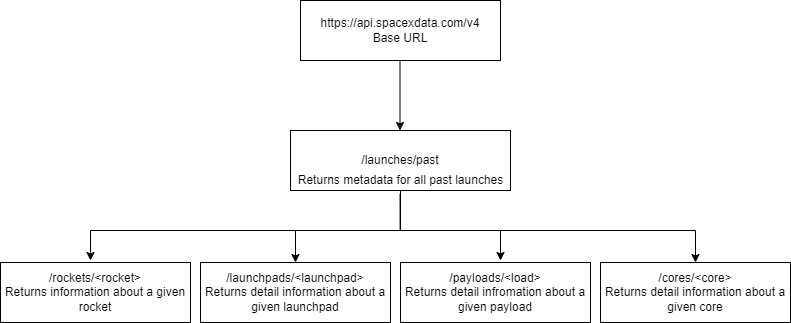 https://api.spacexdata.com/v4
Base URL
/launches/past
Returns metadata for all past launches
/rockets/<rocket>
Returns information about a given
rocket
/launchpads/<launchpad>
Returns detail information about a
given launchpad
/payloads/<load>
Returns detail infromation about a
given payload
/cores/<core>
Returns detail information about a
given core